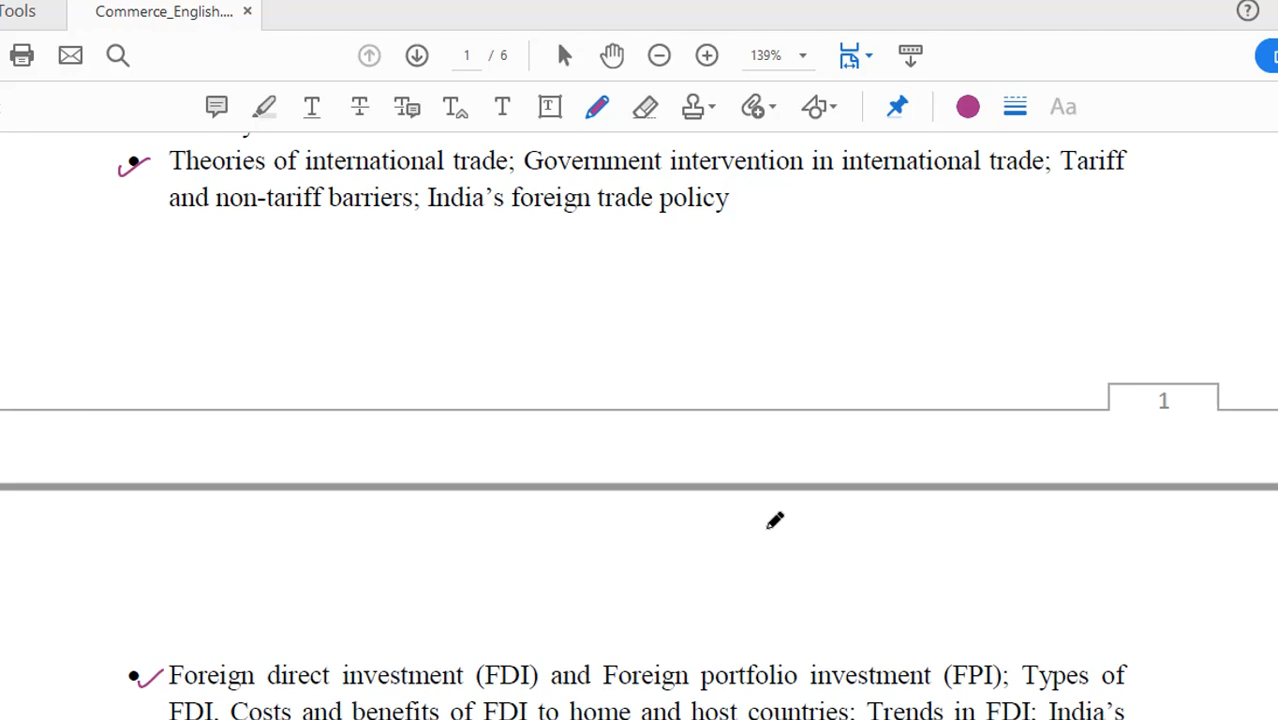 Tools
Commerce_English....
1 / 6
139%
Aa
Theories of international trade; Government intervention in international trade; Tariff
and non-tariff barriers; India's foreign trade policy
1
Foreign direct investment (FDI) and Foreign portfolio investment (FPI); Types of
FDI, Costs and benefits of FDI to home and host countries; Trends in FDI; India's